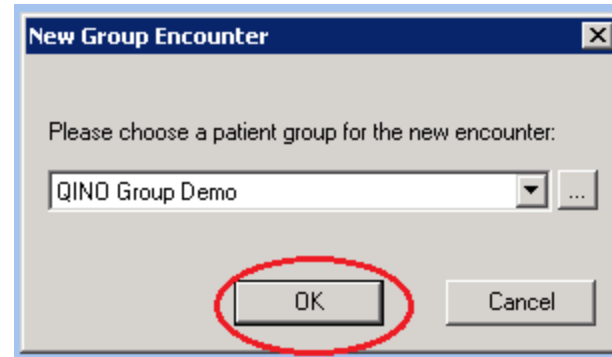 New Group Encounter
Please choose a patient group for the new encounter:
QINO Group Demo
...
OK
Cancel